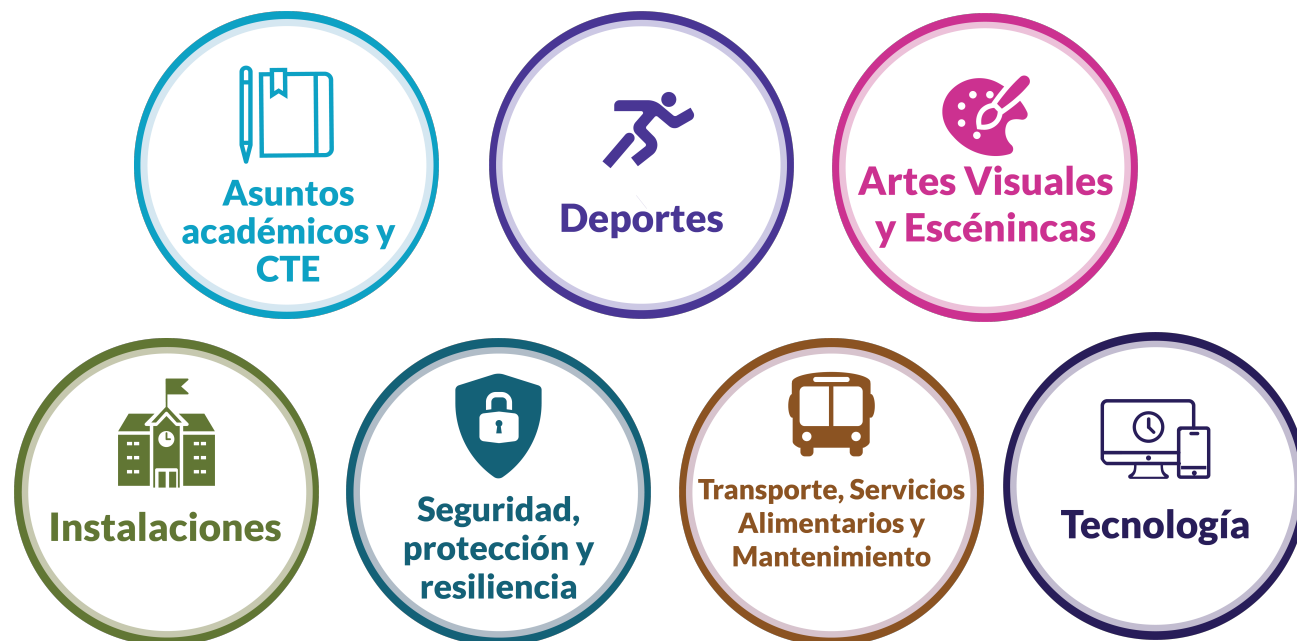 Asuntos
académicos y
CTE
Deportes
Artes Visuales
y Escénincas
Instalaciones
Seguridad,
protección y
resiliencia
Transporte, Servicios
Alimentarios y
Mantenimiento
Tecnología